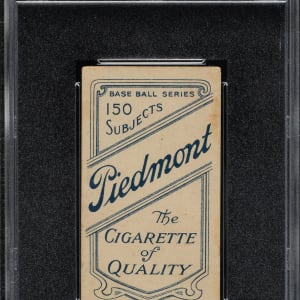 BASE BALL SERIES
150
SUBJECTS
Piedmont
The
CIGARETTE
of
QUALITY